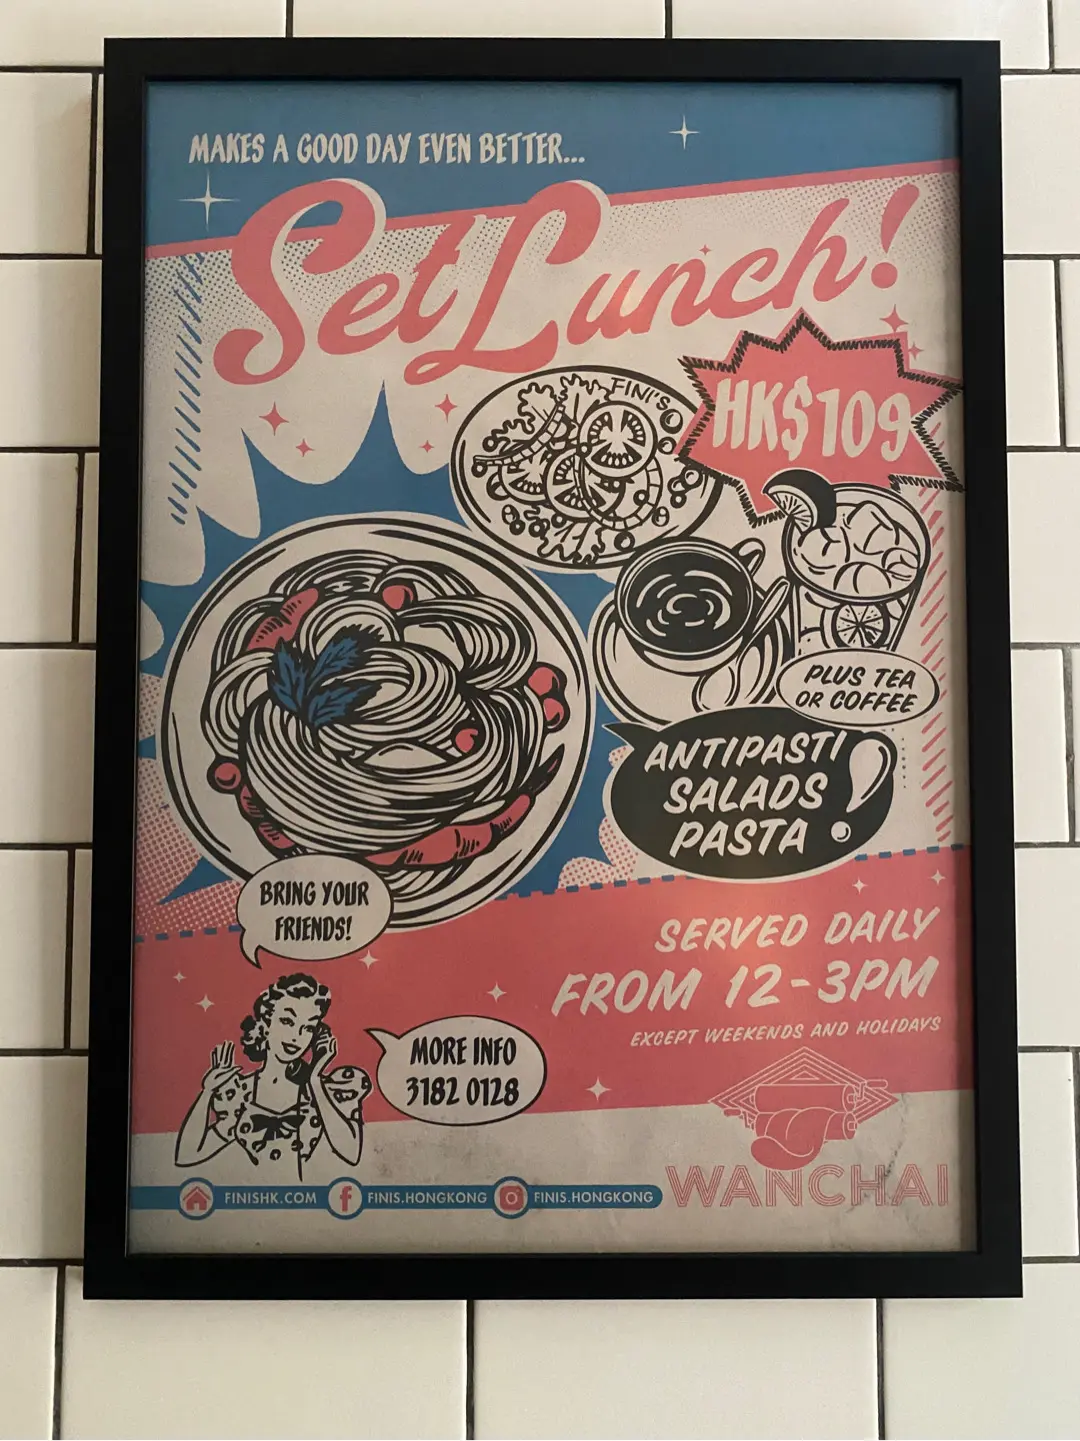 MAKES A GOOD DAY EVEN BETTER...
Set Lunch!
FINI'S
HK$109
PLUS TEA
OR COFFEE
ANTIPASTI
SALADS
PASTA!
BRING YOUR
FRIENDS!
SERVED DAILY
FROM 12-3PM
EXCEPT WEEKENDS AND HOLIDAYS
MORE INFO
3182 0128
WANCHAI
FINISHK.COM f FINIS.HONGKONG FINIS.HONGKONG